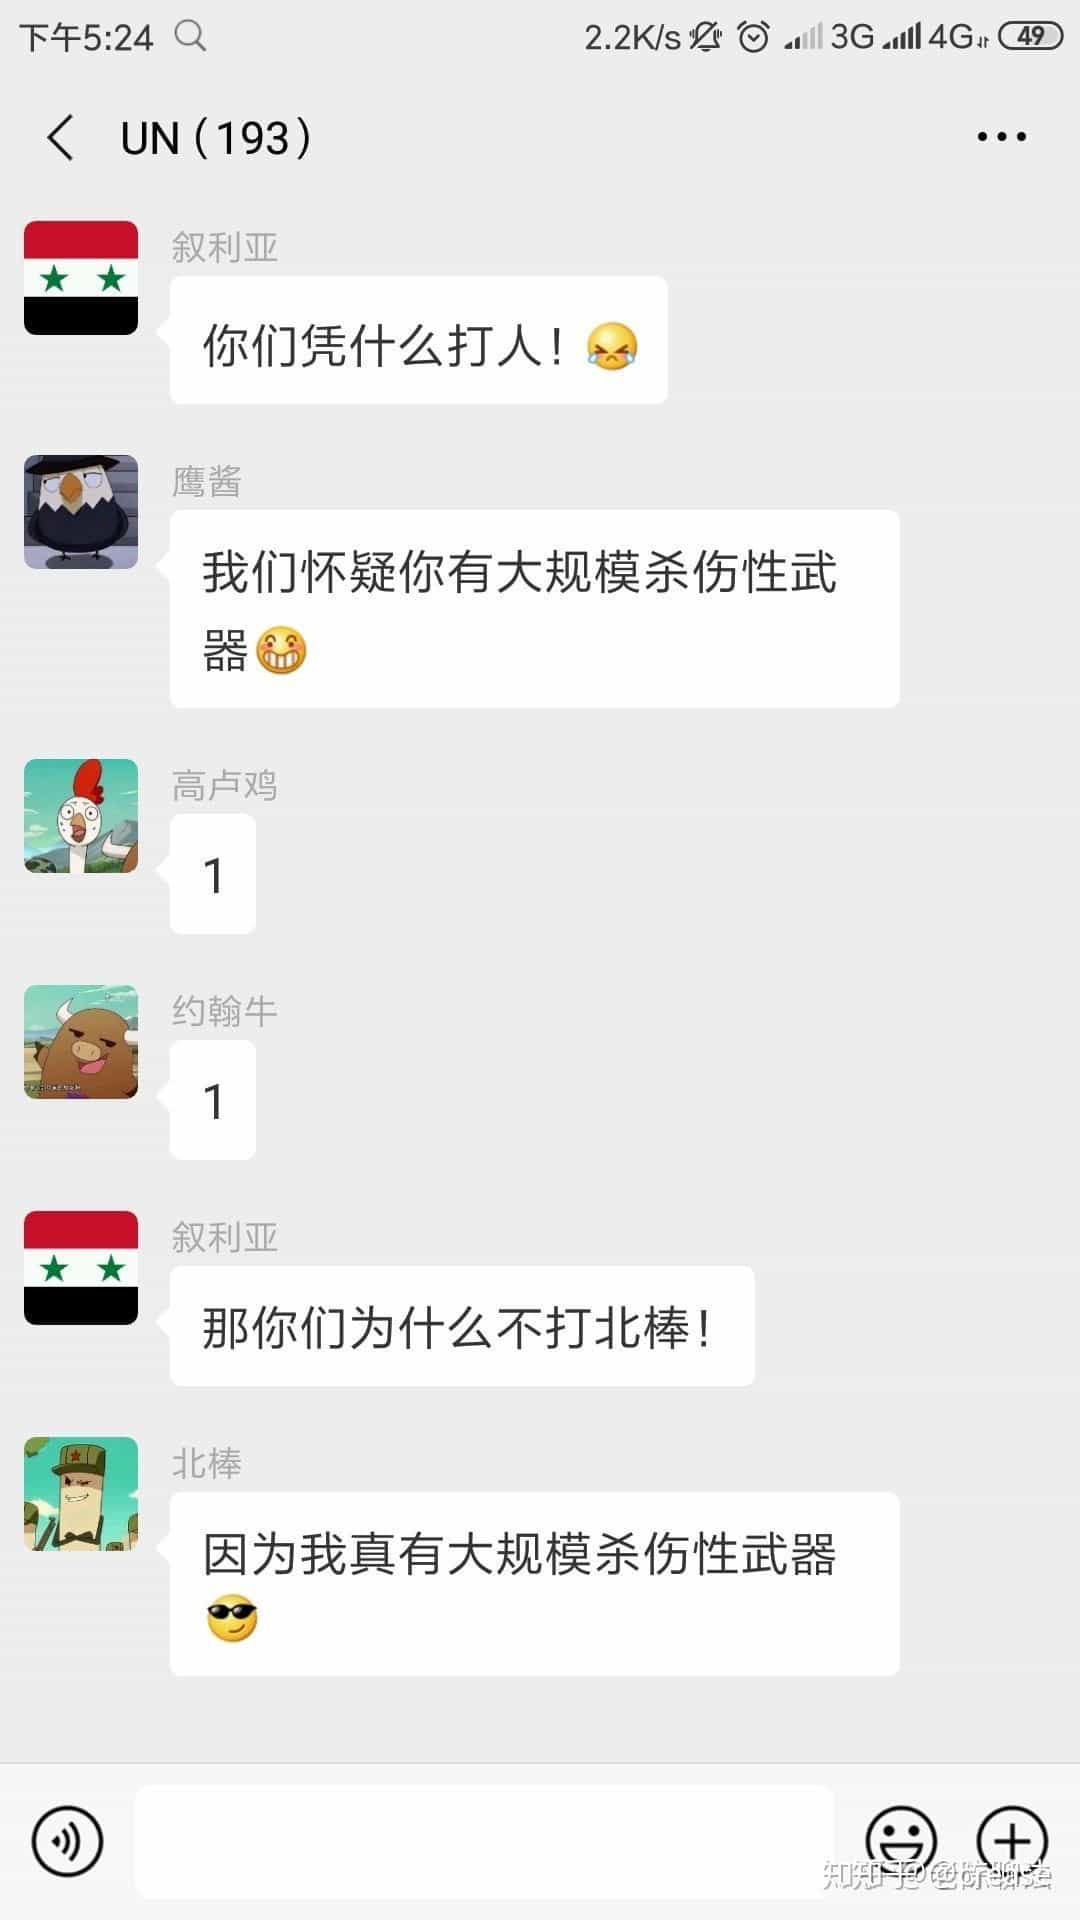 下午5:24 2.2K/s 3G 4G 49
UN(193)
叙利亚
你们凭什么打人!
鹰酱
我们怀疑你有大规模杀伤性武
器
高卢鸡
1
约翰牛
1
叙利亚
那你们为什么不打北棒!
北棒
因为我真有大规模杀伤性武器